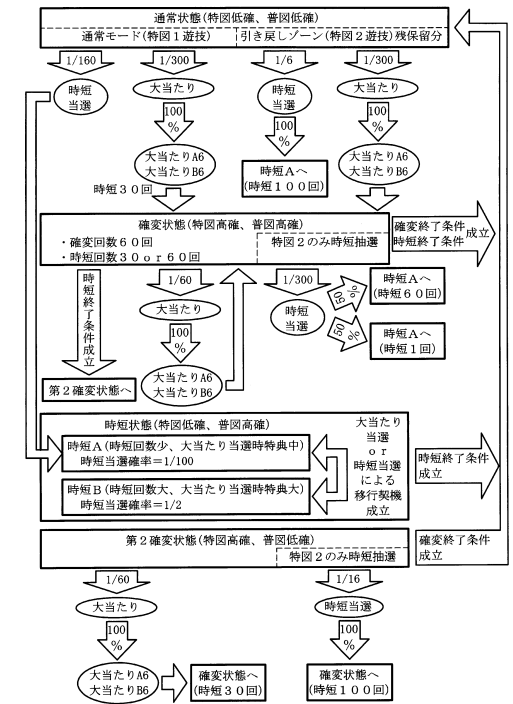 通常状態(特図低確、普図低確)
通常モード(特図1遊技)
引き戻しゾーン(特図2遊技)残保留分
1/160
1/300
1/6
1/300
時短
当選
大当たり
時短
当選
大当たり
100
%
100
%
100
%
大当たりA6
大当たりB6
時短Aへ
(時短100回)
大当たりA6
大当たりB6
時短30回
確変状態(特図高確、普図高確)
・確変回数60回
・時短回数30or60回
特図2のみ時短抽選
確変終了条件
時短終了条件
成立
時短終了条件成立
1/60
1/300
大当たり
時短
当選
50
%
時短Aへ
(時短60回)
50
%
時短Aへ
(時短1回)
100
%
第2確変状態へ
大当たりA6
大当たりB6
時短状態(特図低確、普図高確)
時短A(時短回数少、大当たり当選時特典中)
時短当選確率=1/100
時短B(時短回数大、大当たり当選時特典大)
時短当選確率=1/2
大当たり
当選
or
時短当選
による
移行契機
成立
時短終了条件
成立
第2確変状態(特図高確、普図低確)
特図2のみ時短抽選
確変終了条件
成立
1/60
1/16
大当たり
時短当選
100
%
100
%
大当たりA6
大当たりB6
確変状態へ
(時短30回)
確変状態へ
(時短100回)